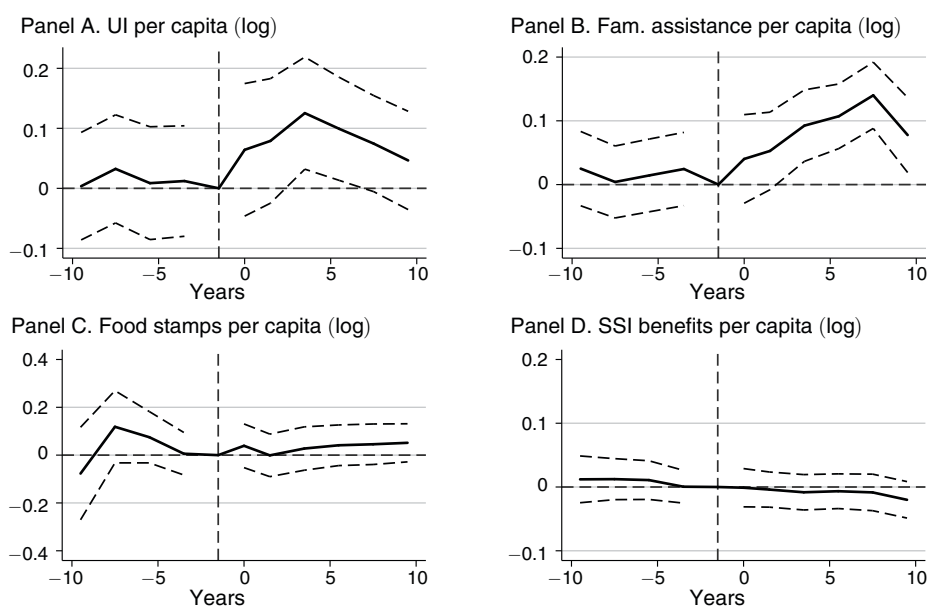 Panel A. UI per capita (log)
0.2
0.1
0
−0.1
−10 −5 0 5 10
Years
Panel B. Fam. assistance per capita (log)
0.2
0.1
0
−0.1
−10 −5 0 5 10
Years
Panel C. Food stamps per capita (log)
0.4
0.2
0
−0.2
−0.4
−10 −5 0 5 10
Years
Panel D. SSI benefits per capita (log)
0.2
0.1
0
−0.1
−10 −5 0 5 10
Years